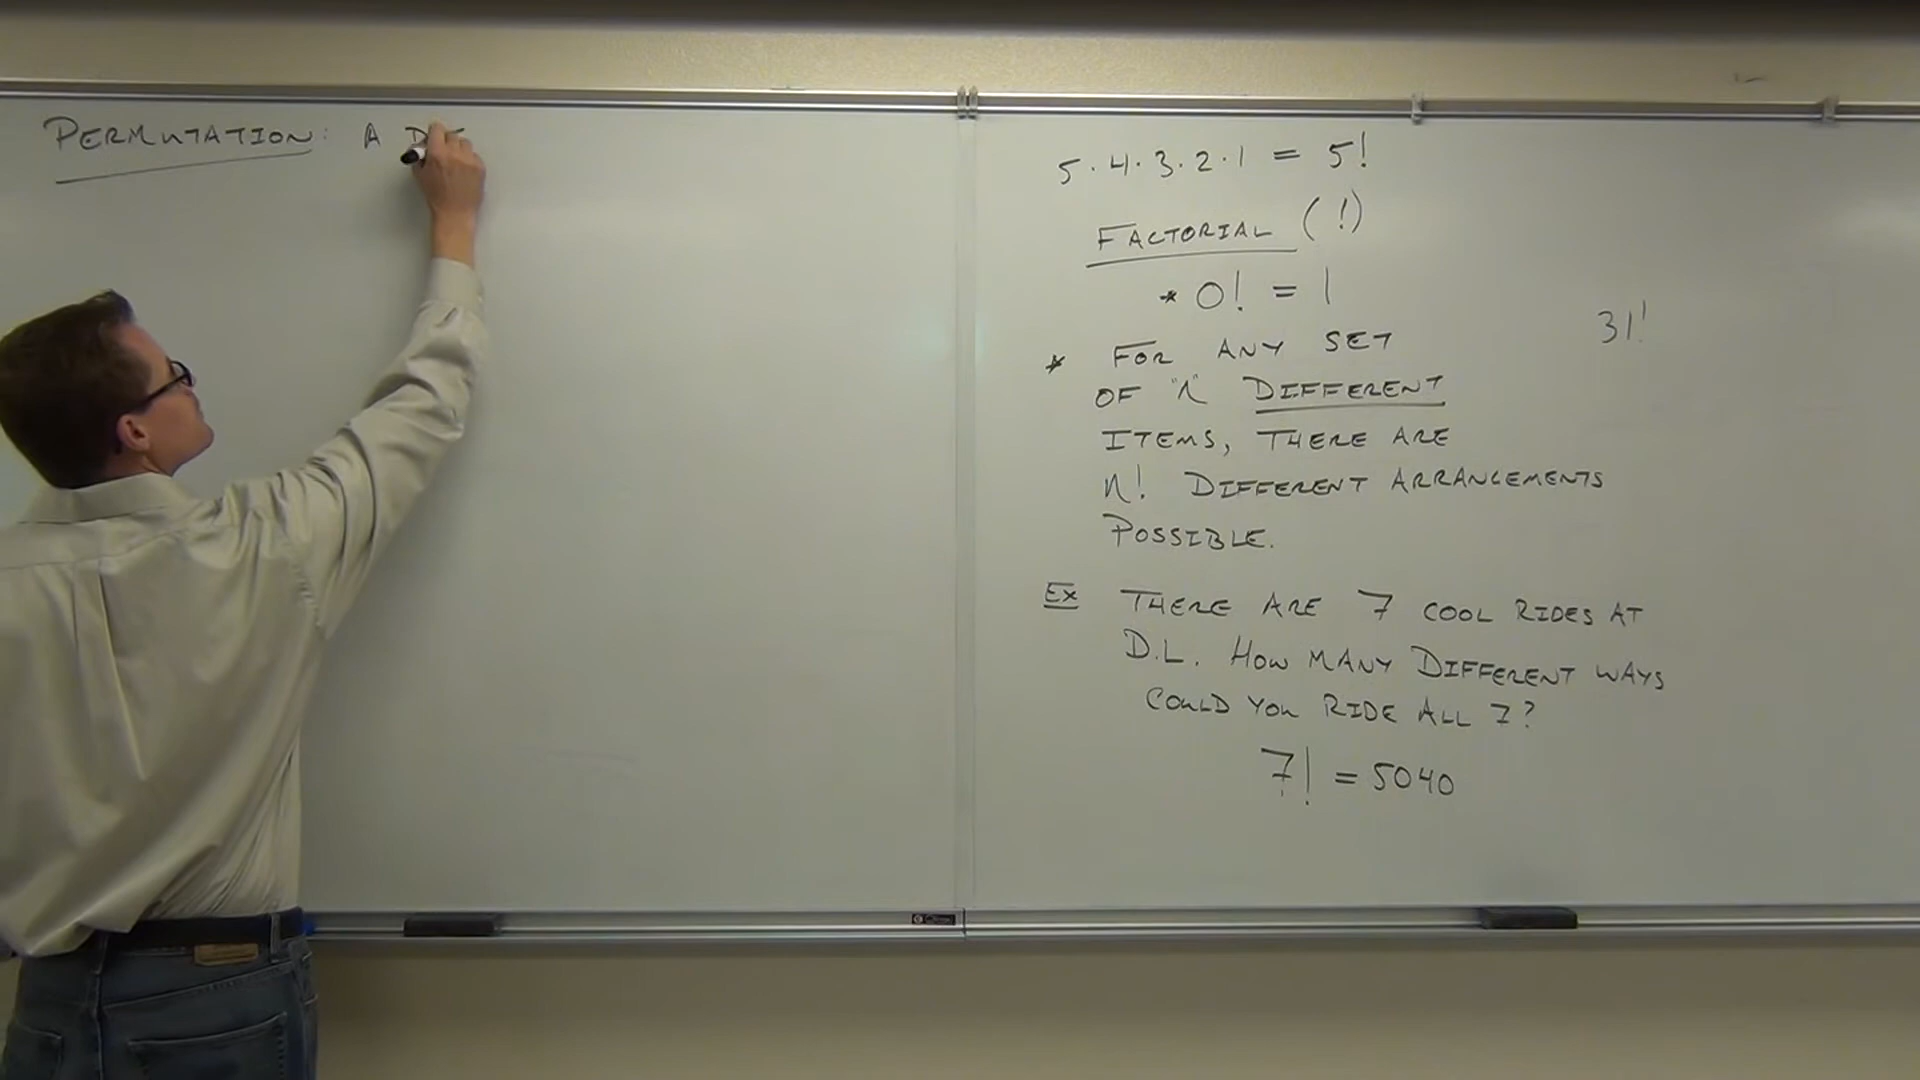 PERMUTATION: A
5·4·3·2·1 = 5!
FACTORIAL (!)
* 0! = 1
31!
* FOR ANY SET
OF "n" DIFFERENT
ITEMS, THERE ARE
n! DIFFERENT ARRANGEMENTS
POSSIBLE.
Ex THERE ARE 7 COOL RIDES AT
D.L. HOW MANY DIFFERENT WAYS
COULD YOU RIDE ALL 7?
7! = 5040